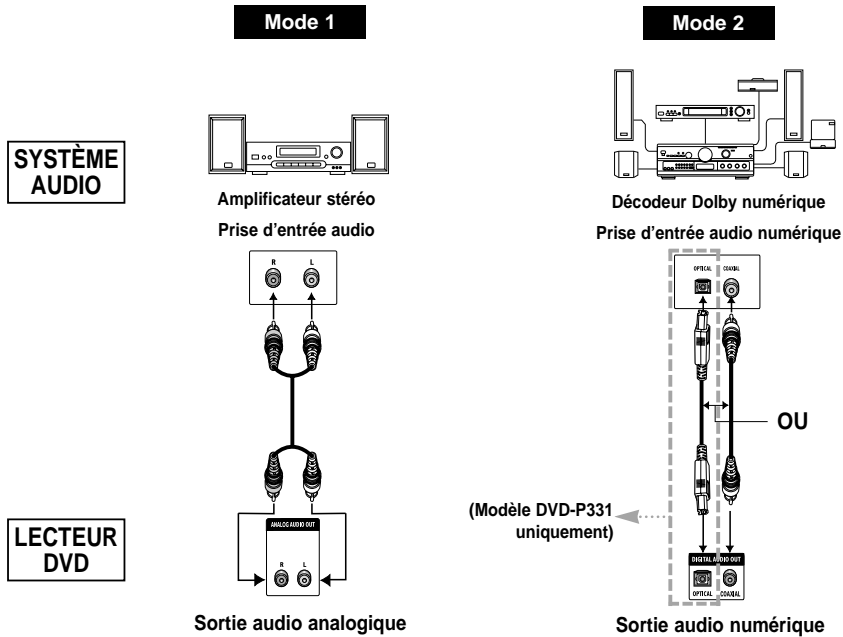 Mode 1
Mode 2
SYSTÈME
AUDIO
Amplificateur stéréo
Prise d'entrée audio
Décodeur Dolby numérique
Prise d'entrée audio numérique
R L
OPTICAL COAXIAL
OU
(Modèle DVD-P331
uniquement)
LECTEUR
DVD
ANALOG AUDIO OUT
R L
DIGITAL AUDIO OUT
OPTICAL COAXIAL
Sortie audio analogique
Sortie audio numérique